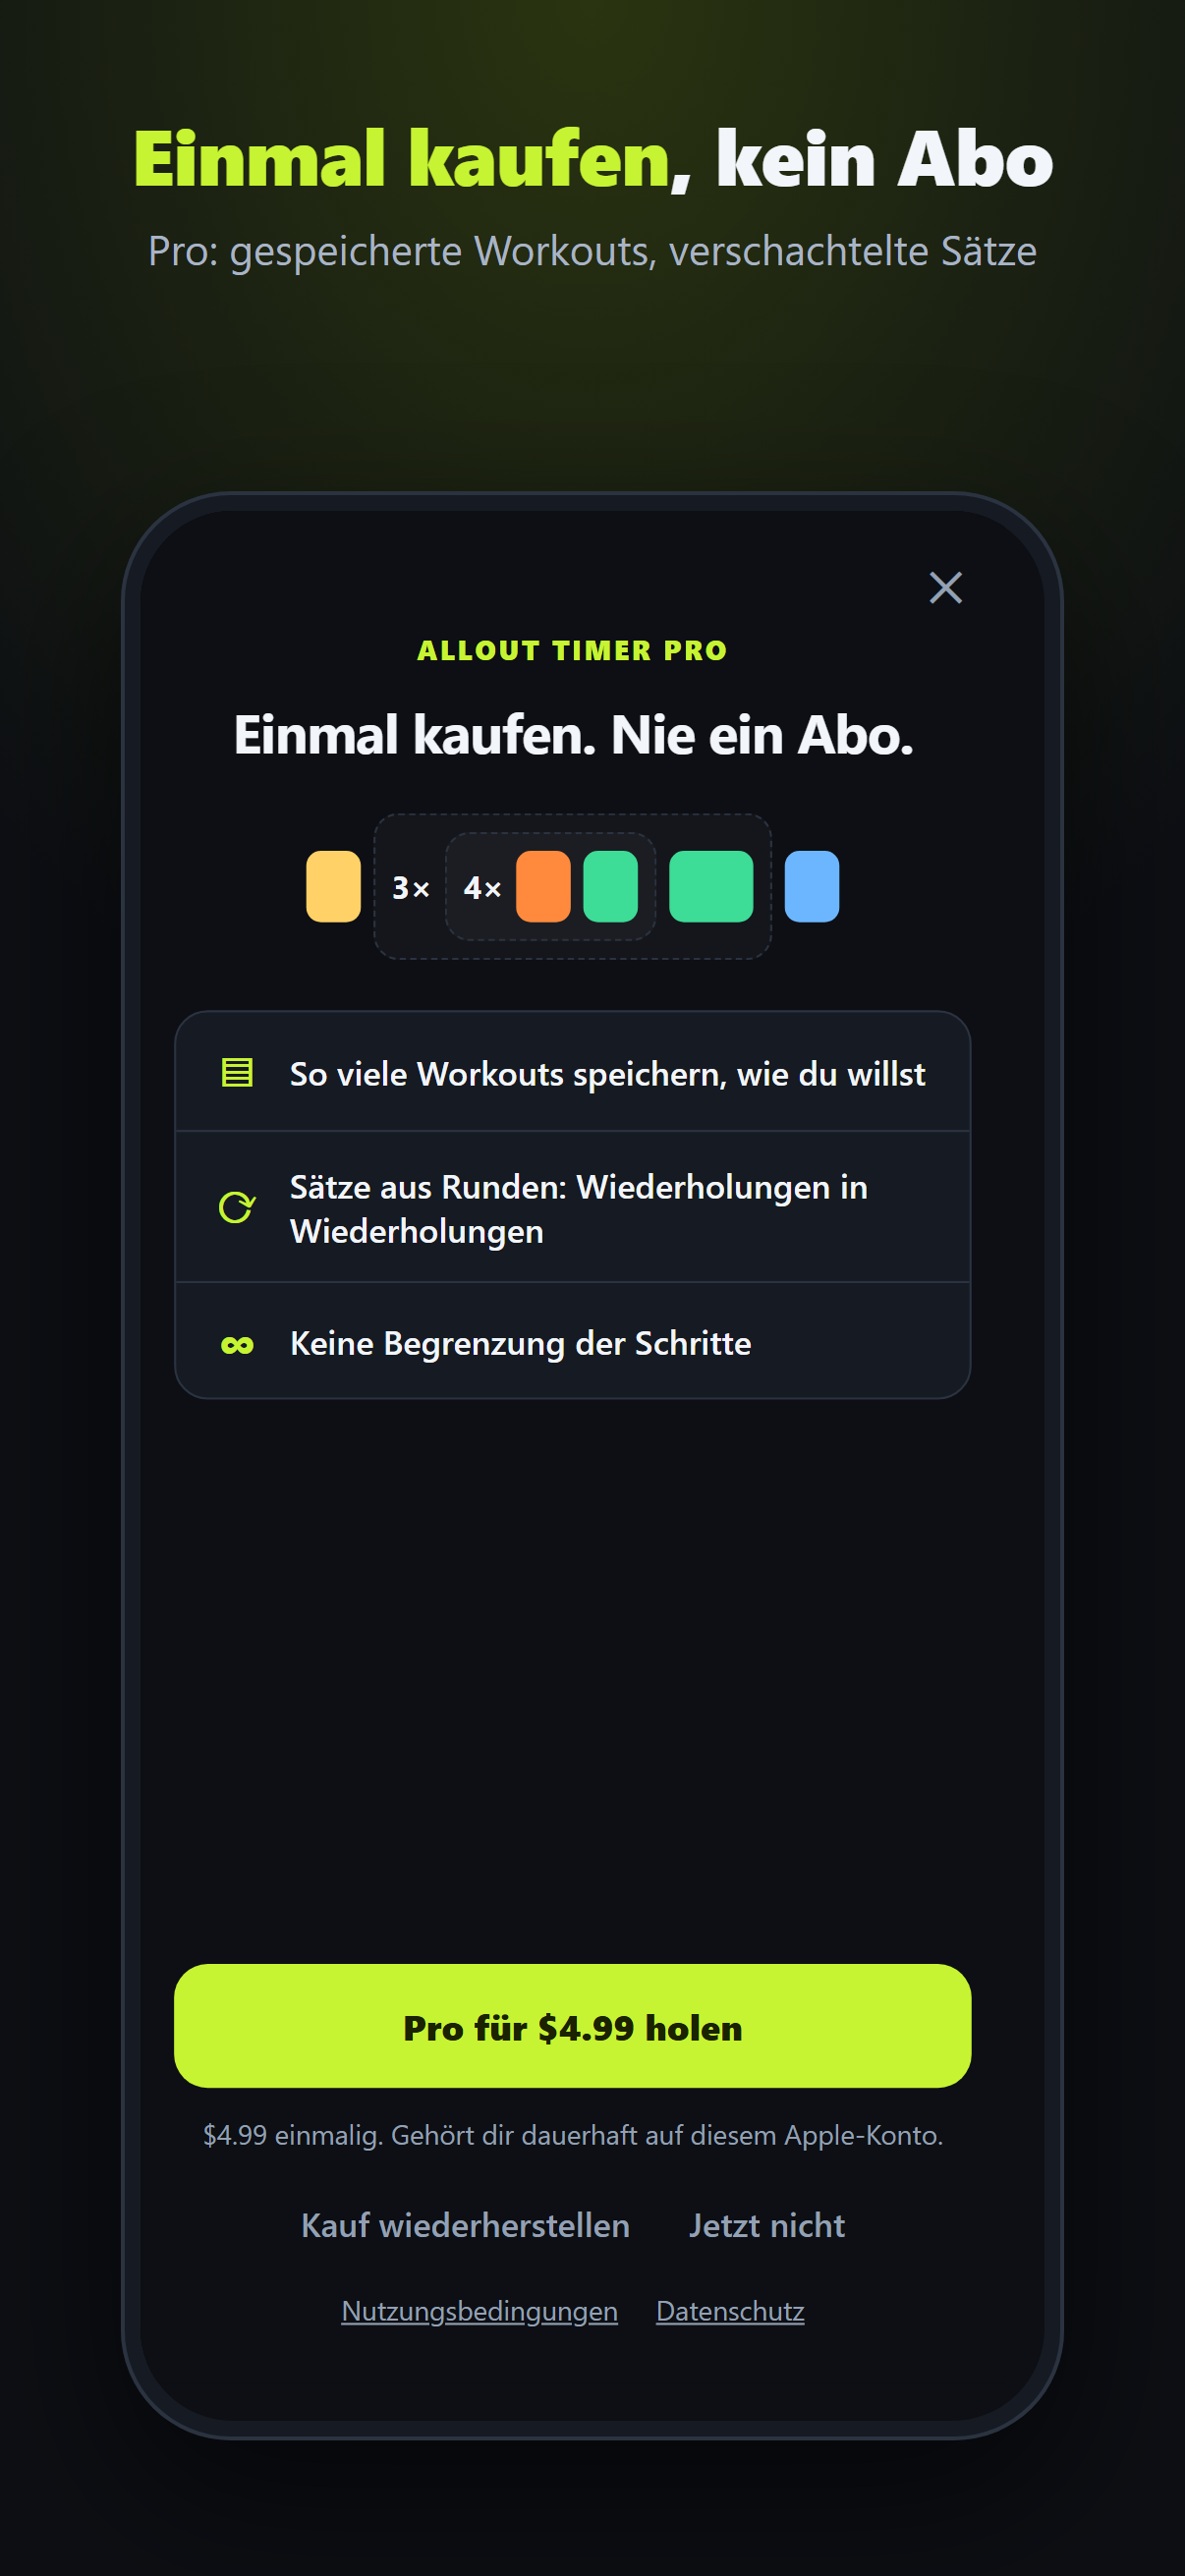 Einmal kaufen, kein Abo
Pro: gespeicherte Workouts, verschachtelte Sätze
ALLOUT TIMER PRO
Einmal kaufen. Nie ein Abo.
3× 4×
So viele Workouts speichern, wie du willst
Sätze aus Runden: Wiederholungen in
Wiederholungen
Keine Begrenzung der Schritte
Pro für $4.99 holen
$4.99 einmalig. Gehört dir dauerhaft auf diesem Apple-Konto.
Kauf wiederherstellen Jetzt nicht
Nutzungsbedingungen Datenschutz